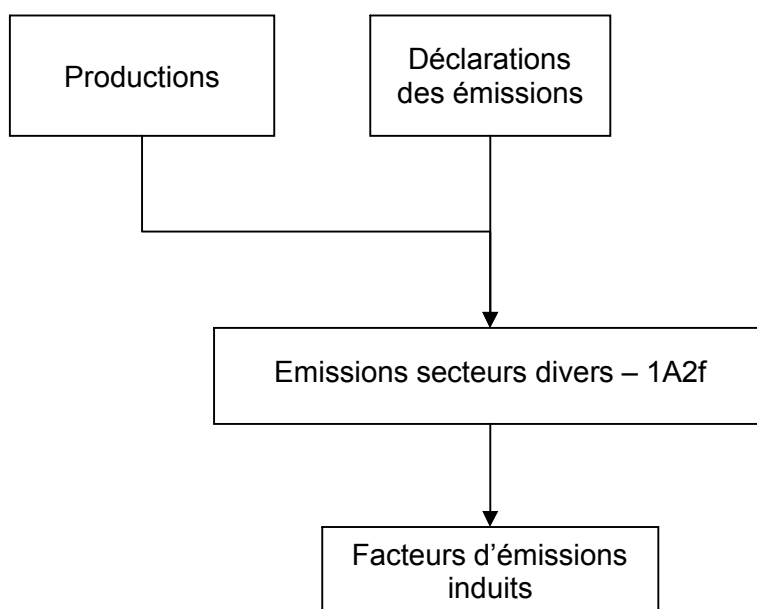 Productions
Déclarations
des émissions
Emissions secteurs divers – 1A2f
Facteurs d’émissions
induits